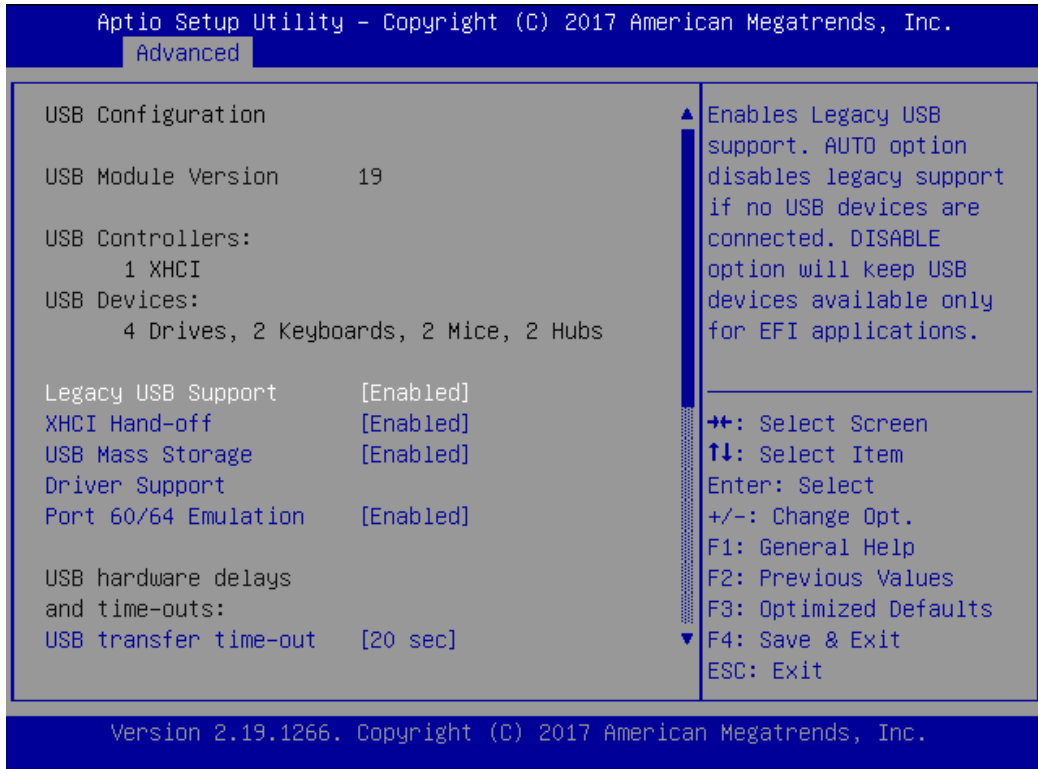 Aptio Setup Utility – Copyright (C) 2017 American Megatrends, Inc.
Advanced
USB Configuration
USB Module Version 19
USB Controllers:
1 XHCI
USB Devices:
4 Drives, 2 Keyboards, 2 Mice, 2 Hubs
Legacy USB Support [Enabled]
XHCI Hand-off [Enabled]
USB Mass Storage [Enabled]
Driver Support
Port 60/64 Emulation [Enabled]
USB hardware delays
and time-outs:
USB transfer time-out [20 sec]
Enables Legacy USB
support. AUTO option
disables legacy support
if no USB devices are
connected. DISABLE
option will keep USB
devices available only
for EFI applications.
→←: Select Screen
↑↓: Select Item
Enter: Select
+/-: Change Opt.
F1: General Help
F2: Previous Values
F3: Optimized Defaults
F4: Save & Exit
ESC: Exit
Version 2.19.1266. Copyright (C) 2017 American Megatrends, Inc.